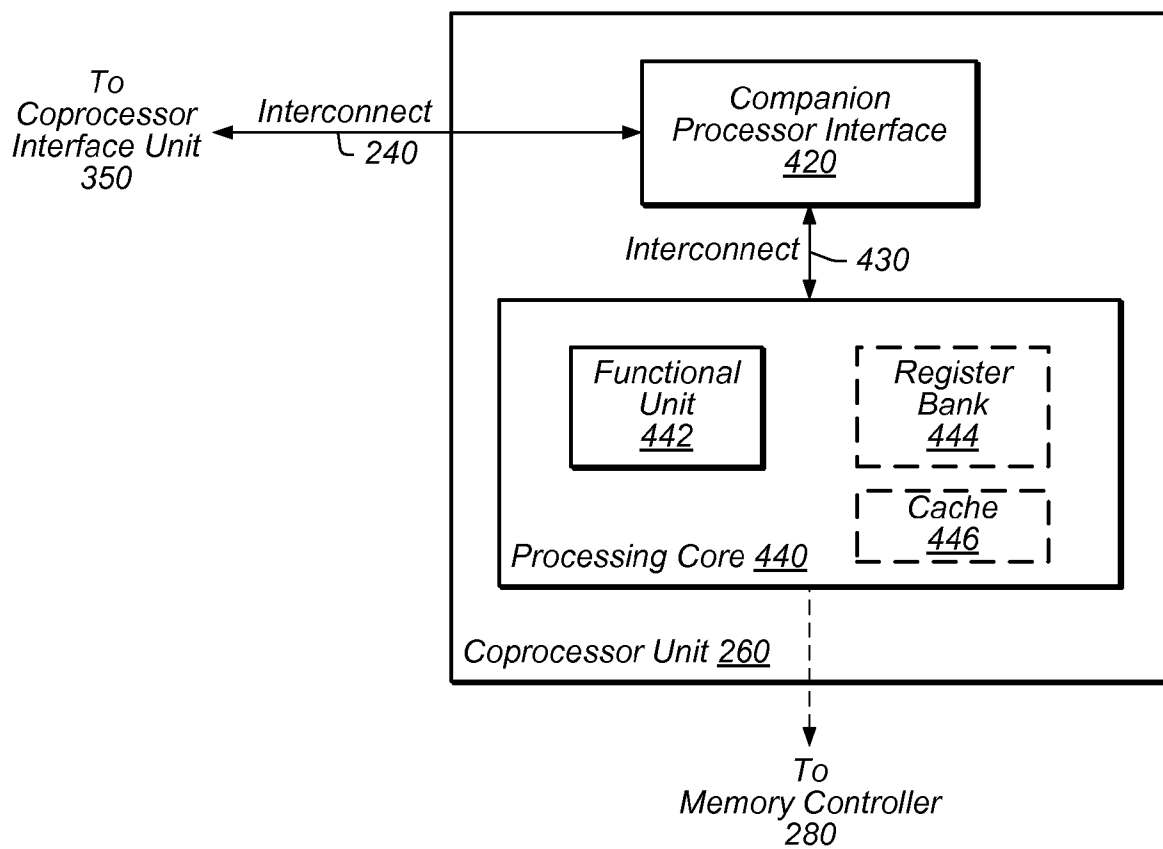 To
Coprocessor
Interface Unit
350
Interconnect
240
Companion
Processor Interface
420
Interconnect
430
Functional
Unit
442
Register
Bank
444
Cache
446
Processing Core 440
Coprocessor Unit 260
To
Memory Controller
280